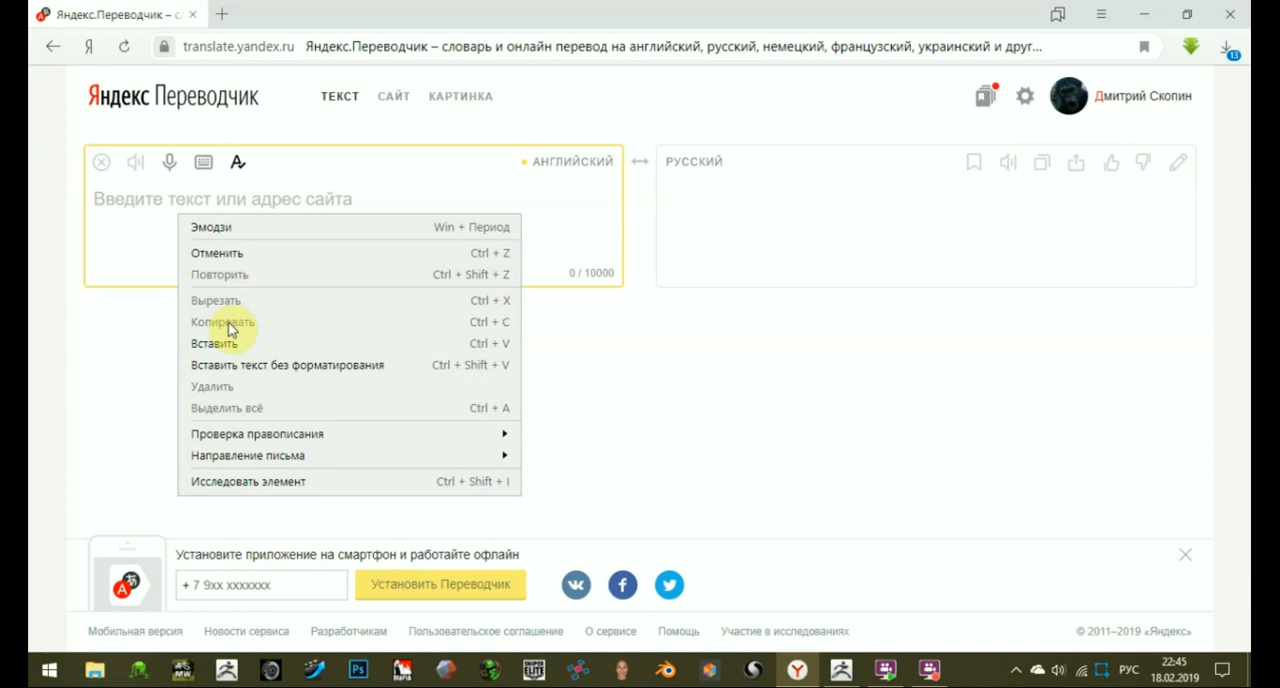 Яндекс.Переводчик – сл
translate.yandex.ru Яндекс.Переводчик – словарь и онлайн перевод на английский, русский, немецкий, французский, украинский и друг...
13
Яндекс Переводчик
ТЕКСТ САЙТ КАРТИНКА
Дмитрий Скопин
АНГЛИЙСКИЙ
РУССКИЙ
Введите текст или адрес сайта
Эмодзи Win + Период
Отменить Ctrl + Z
Повторить Ctrl + Shift + Z
0 / 10000
Вырезать Ctrl + X
Копировать Ctrl + C
Вставить Ctrl + V
Вставить текст без форматирования Ctrl + Shift + V
Удалить
Выделить всё Ctrl + A
Проверка правописания
Направление письма
Исследовать элемент Ctrl + Shift + I
Установите приложение на смартфон и работайте офлайн
+ 7 9xx xxxxxxx
Установить Переводчик
Мобильная версия Новости сервиса Разработчикам Пользовательское соглашение О сервисе Помощь Участие в исследованиях © 2011–2019 «Яндекс»
РУС
22:45
18.02.2019